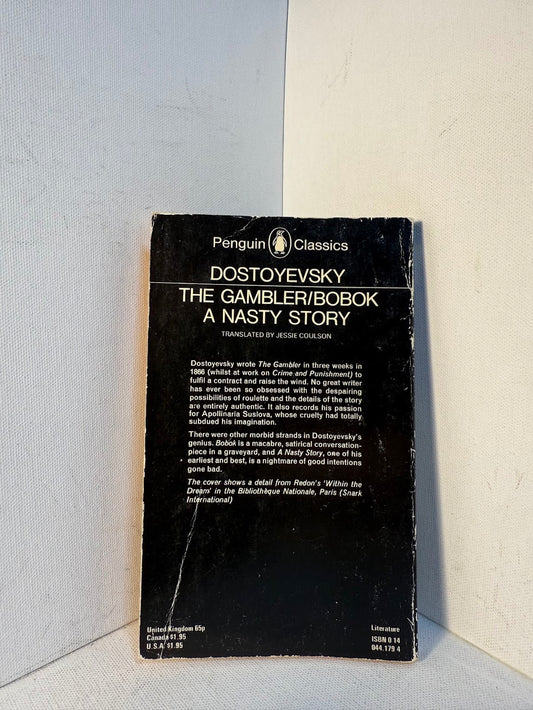 Penguin Classics
DOSTOYEVSKY
THE GAMBLER/BOBOK
A NASTY STORY
TRANSLATED BY JESSIE COULSON
Dostoyevsky wrote The Gambler in three weeks in
1866 (whilst at work on Crime and Punishment) to
fulfil a contract and raise the wind. No great writer
has ever been so obsessed with the despairing
possibilities of roulette and the details of the story
are entirely authentic. It also records his passion
for Apollinaria Suslova, whose cruelty had totally
subdued his imagination.
There were other morbid strands in Dostoyevsky's
genius. Bobok is a macabre, satirical conversation-
piece in a graveyard, and A Nasty Story, one of his
earliest and best, is a nightmare of good intentions
gone bad.
The cover shows a detail from Redon's 'Within the
Dream' in the Bibliothèque Nationale, Paris (Snark
International)
United Kingdom 65p
Canada $1.95
U.S.A. $1.95
Literature
ISBN 0 14
044.179 4